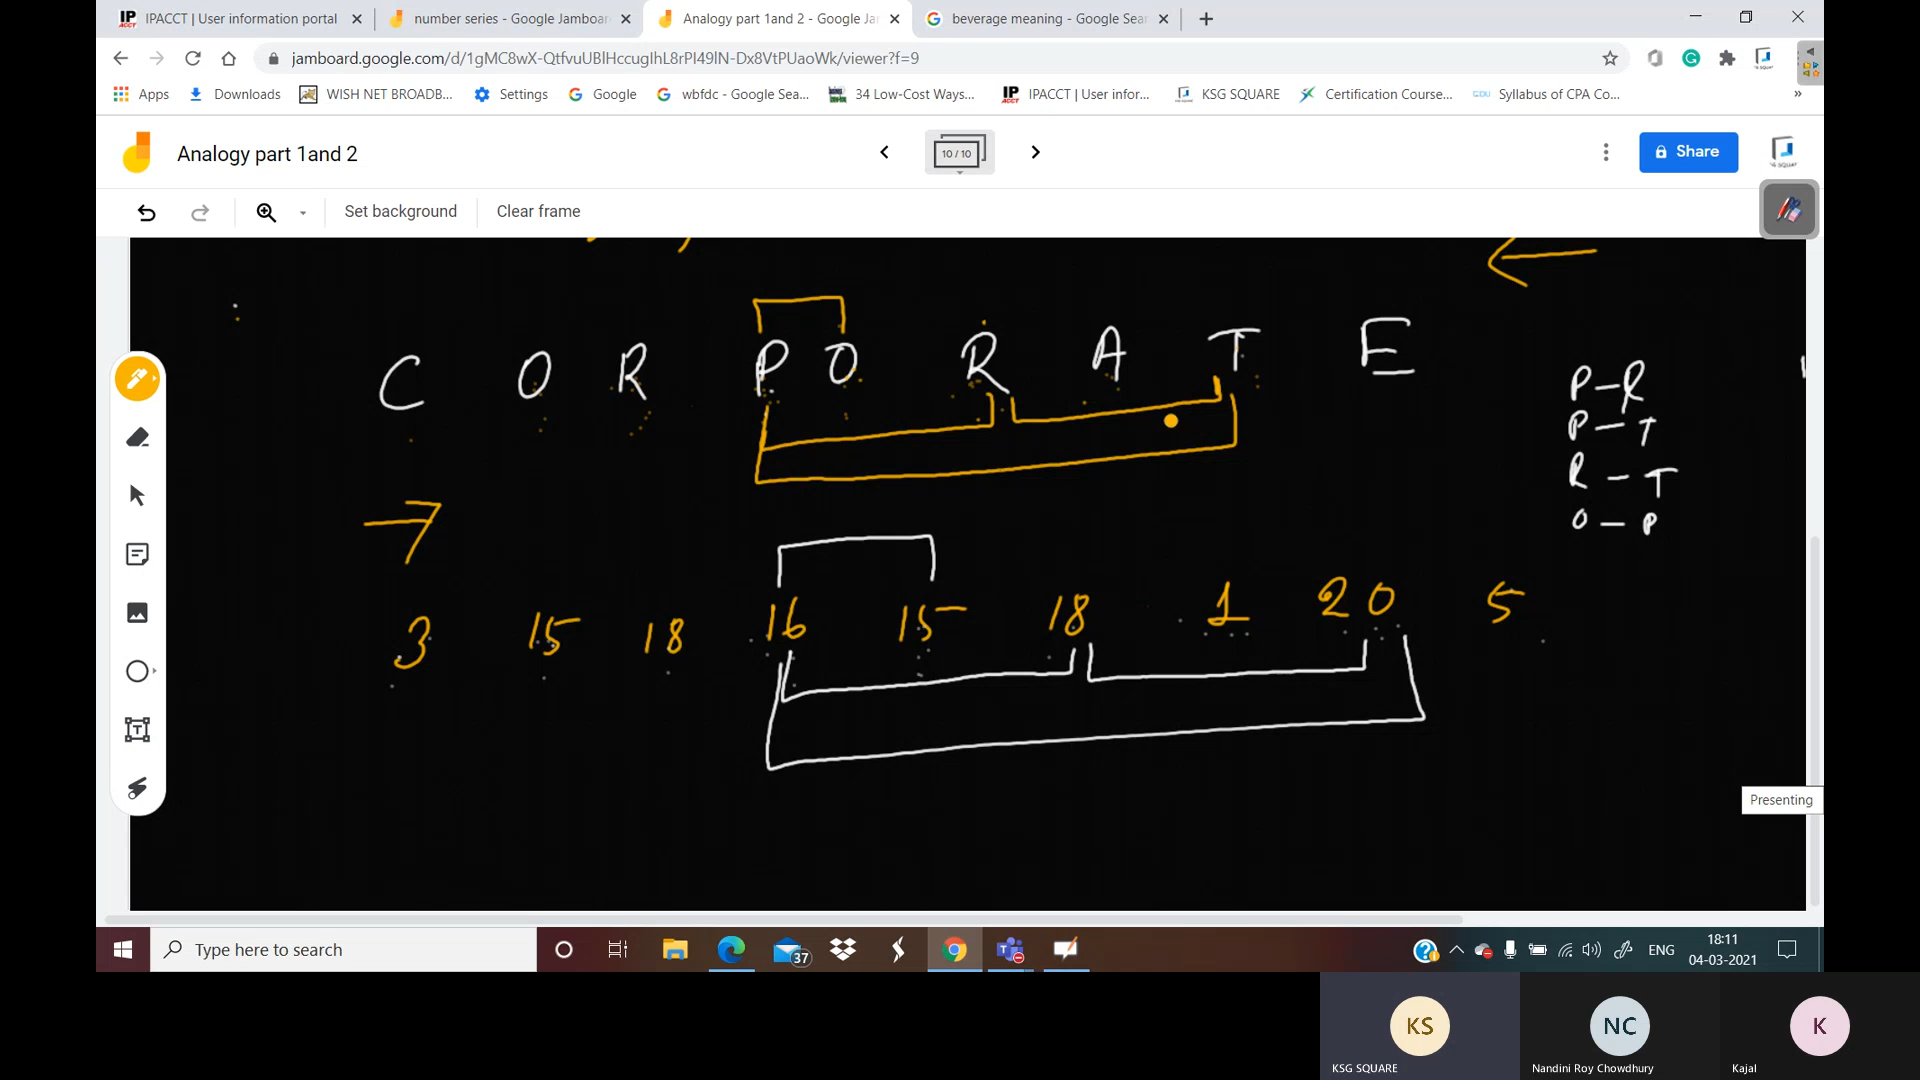 IPACCT | User information portal
number series - Google Jamboar
Analogy part 1and 2 - Google Ja
beverage meaning - Google Sea
jamboard.google.com/d/1gMC8wX-QtfvuUBlHccugIhL8rPI49lN-Dx8VtPUaoWk/viewer?f=9
Apps Downloads WISH NET BROADB... Settings Google wbfdc - Google Sea... 34 Low-Cost Ways... IPACCT | User infor... KSG SQUARE Certification Course... Syllabus of CPA Co... »
Analogy part 1and 2
10 / 10
Share
Set background Clear frame
C O R P O R A T E
P-R
P-T
R-T
O-P
3 15 18 16 15 18 1 20 5
Presenting
Type here to search
37
ENG
18:11
04-03-2021
KS NC K
KSG SQUARE Nandini Roy Chowdhury Kajal